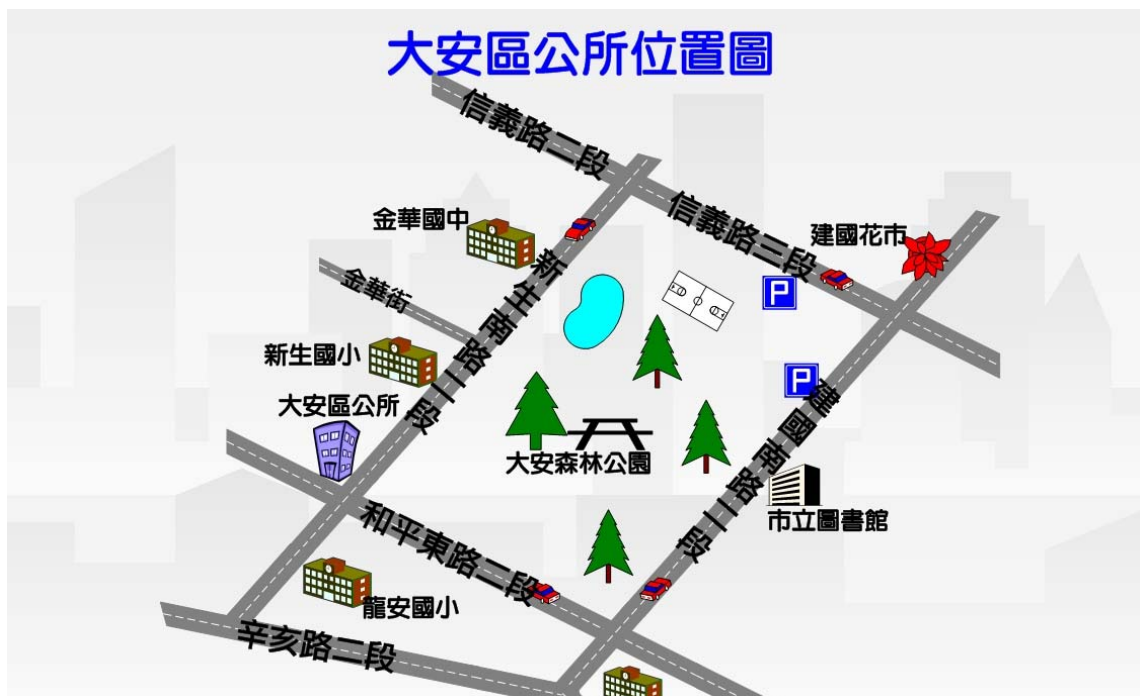 大安區公所位置圖
信義路二段
金華國中
信義路三段
建國花市
新生南路二段
金華街
P
新生國小
P
大安區公所
建國南路二段
大安森林公園
市立圖書館
和平東路二段
龍安國小
辛亥路二段